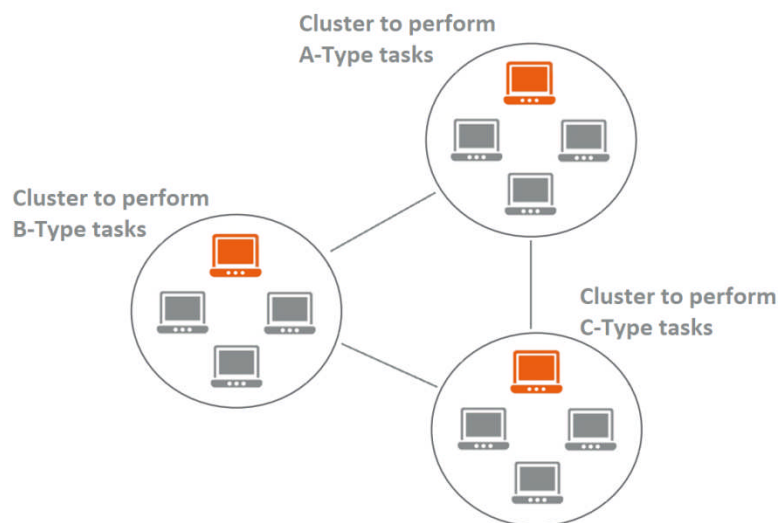 Cluster to perform
A-Type tasks
Cluster to perform
B-Type tasks
Cluster to perform
C-Type tasks